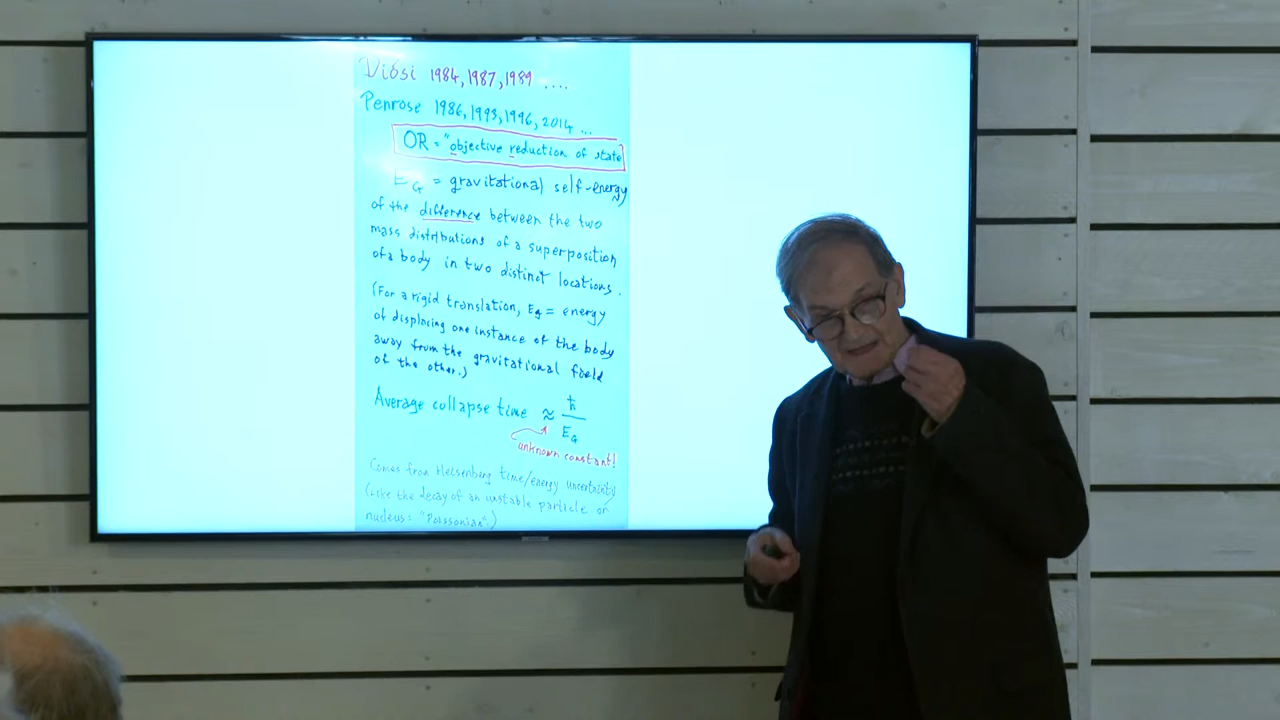 Diósi 1984, 1987, 1989 ....
Penrose 1986, 1993, 1996, 2014 ...
OR = "objective reduction of state
E_G = gravitational self-energy
of the difference between the two
mass distributions of a superposition
of a body in two distinct locations.
(For a rigid translation, E_G = energy
of displacing one instance of the body
away from the gravitational field
of the other.)
Average collapse time ≈ ħ / E_G
unknown constant!
Comes from Heisenberg time/energy uncertainty
(Like the decay of an unstable particle or
nucleus: "Poissonian".)